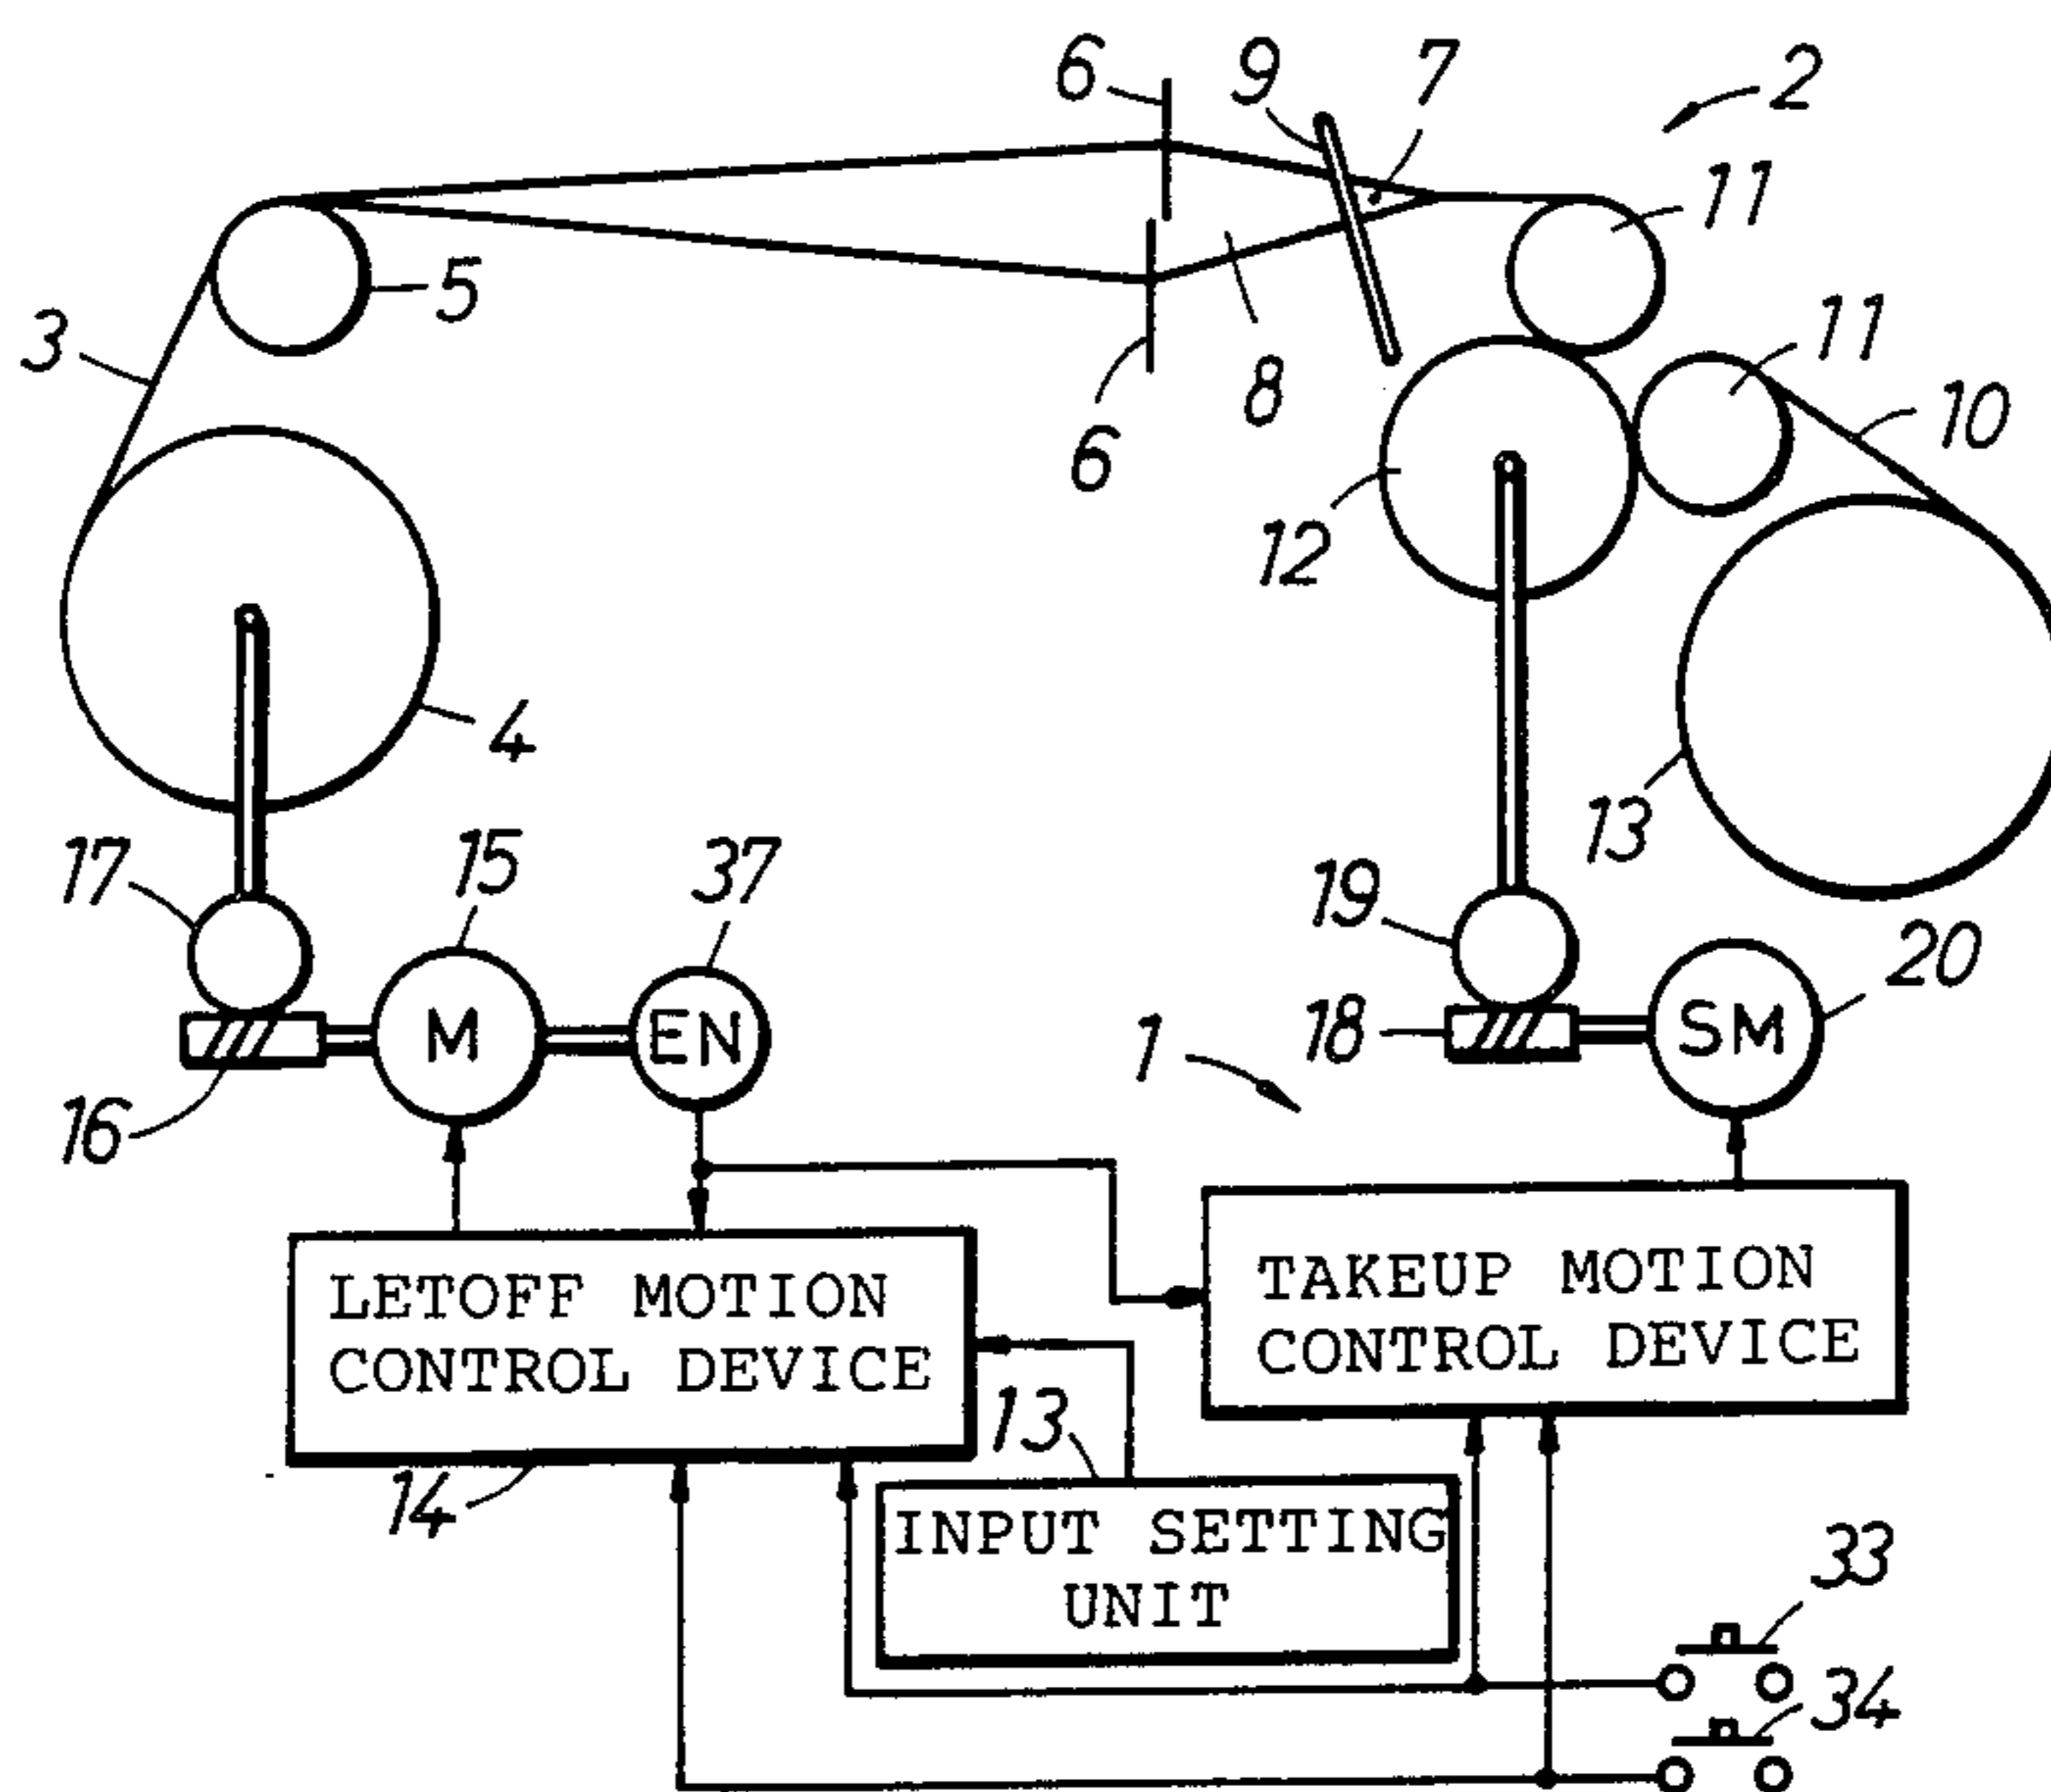 6
9
7
2
11
5
3
11
8
10
6
12
4
13
17
15
37
19
20
M
EN
18
SM
1
16
LETOFF MOTION
CONTROL DEVICE
TAKEUP MOTION
CONTROL DEVICE
13
14
INPUT SETTING
UNIT
33
34